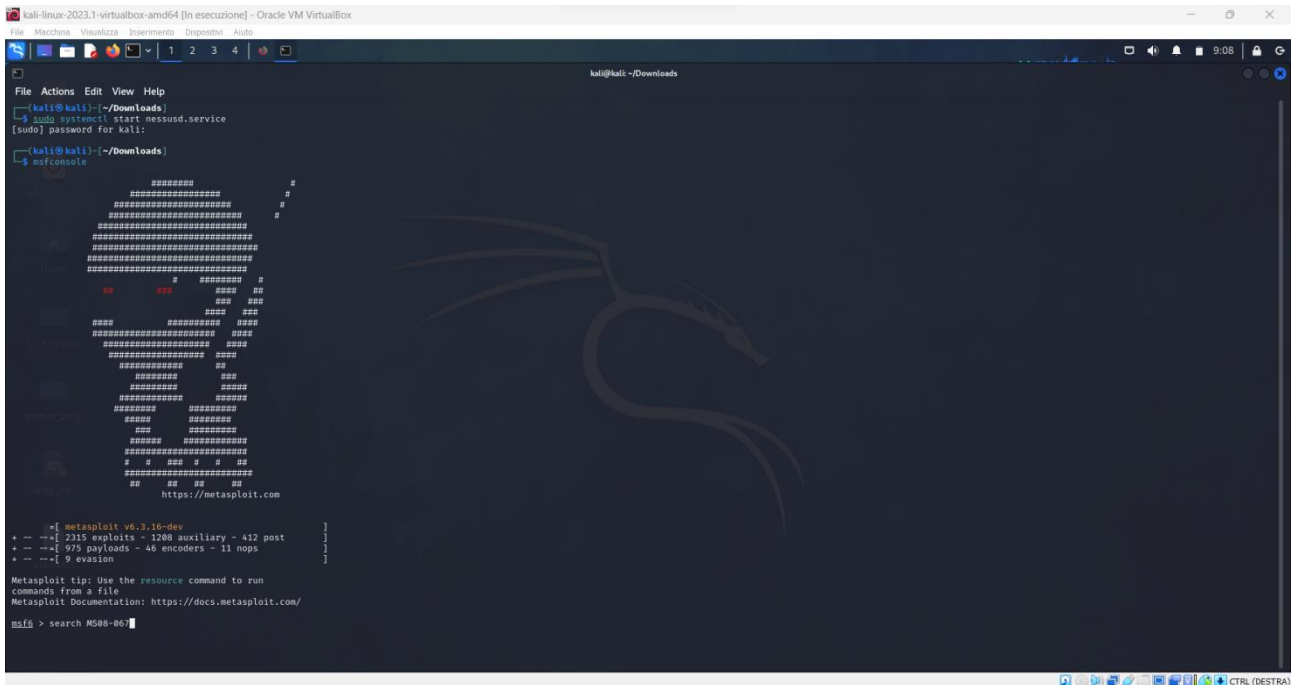 kali-linux-2023.1-virtualbox-amd64 [In esecuzione] - Oracle VM VirtualBox
File Macchina Visualizza Inserimento Dispositivi Aiuto
1 2 3 4
9:08
kali@kali: ~/Downloads
File Actions Edit View Help
(kali㉿kali)-[~/Downloads]
$ sudo systemctl start nessusd.service
[sudo] password for kali:
(kali㉿kali)-[~/Downloads]
$ msfconsole
https://metasploit.com
=[ metasploit v6.3.16-dev ]
+ -- --=[ 2315 exploits - 1208 auxiliary - 412 post ]
+ -- --=[ 975 payloads - 46 encoders - 11 nops ]
+ -- --=[ 9 evasion ]
Metasploit tip: Use the resource command to run
commands from a file
Metasploit Documentation: https://docs.metasploit.com/
msf6 > search MS08-067
CTRL (DESTRA)